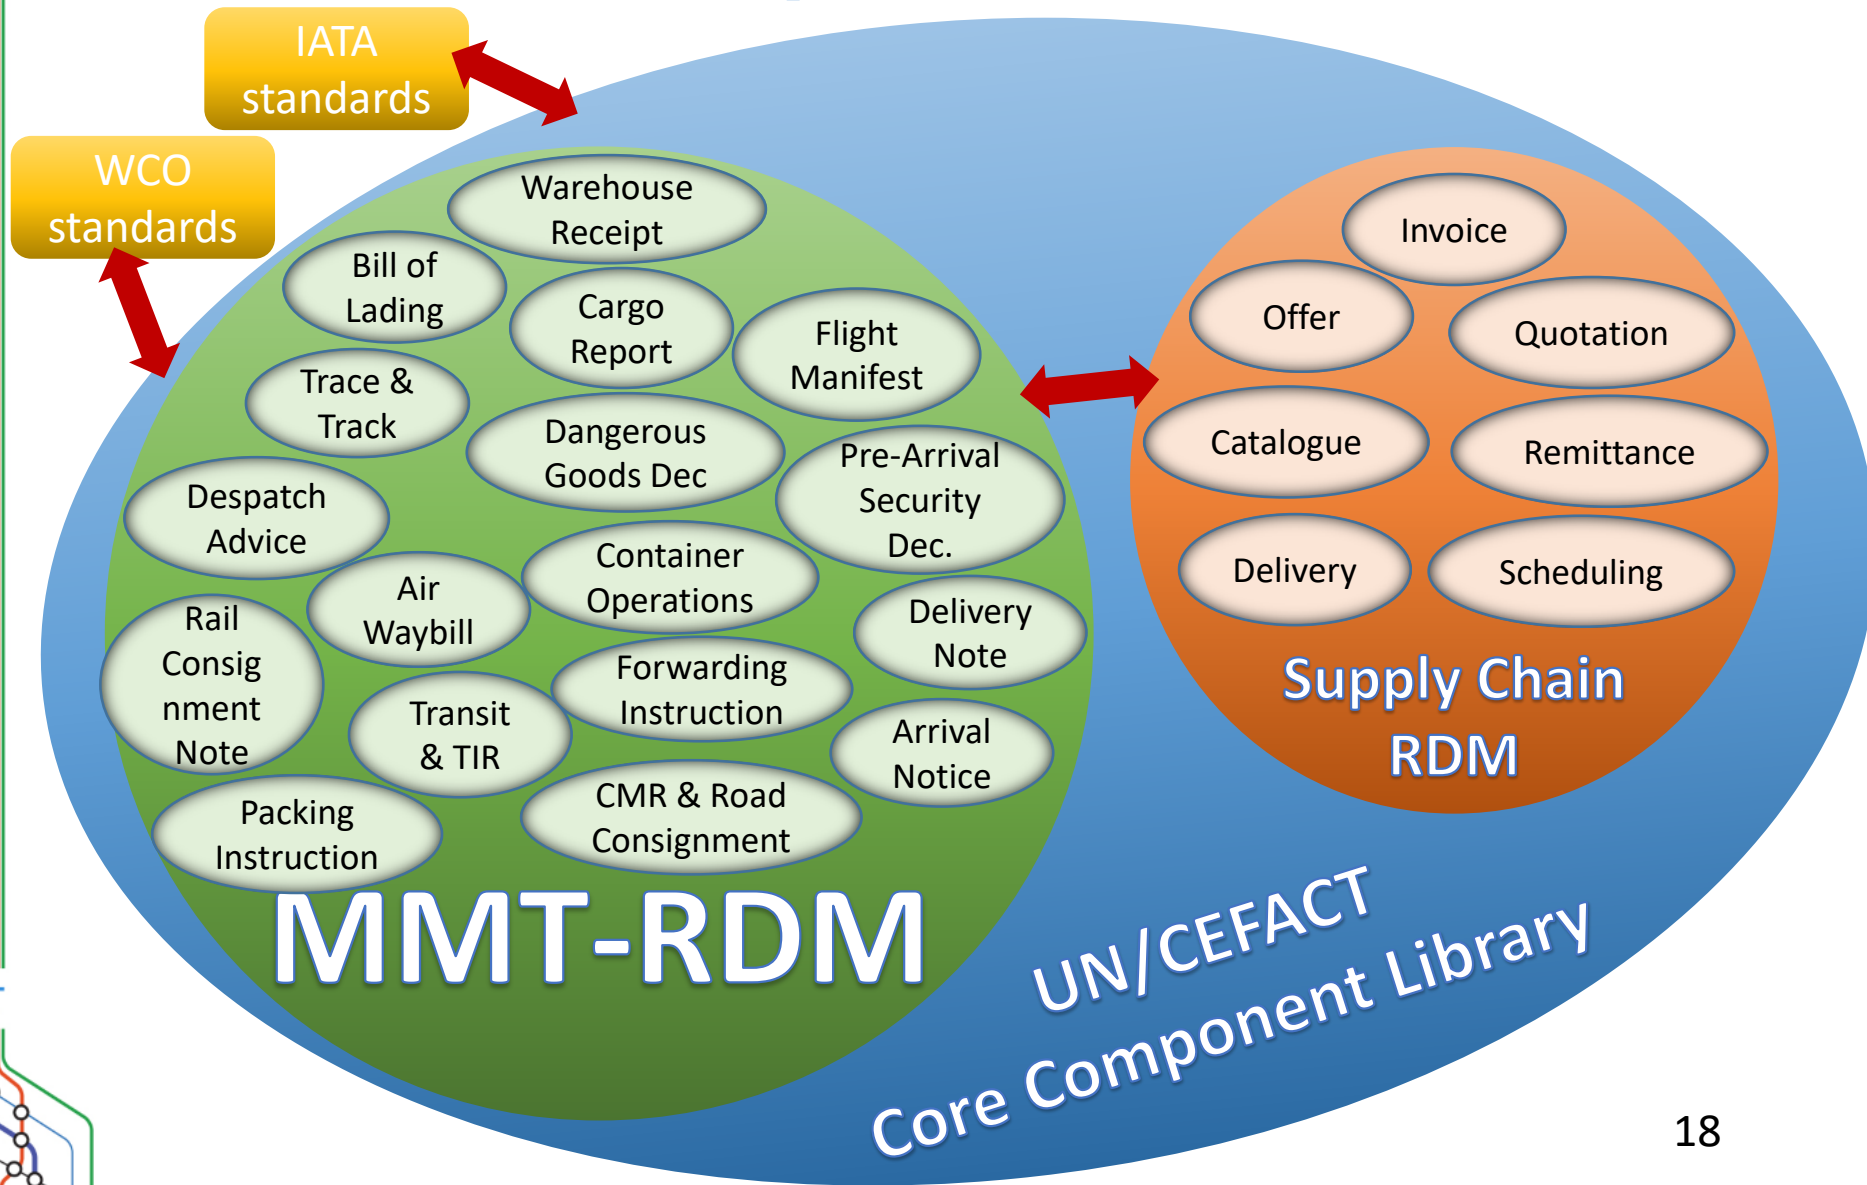 IATA
standards
WCO
standards
Warehouse
Receipt
Bill of
Lading
Cargo
Report
Flight
Manifest
Trace &
Track
Dangerous
Goods Dec
Pre-Arrival
Security
Dec.
Despatch
Advice
Container
Operations
Air
Waybill
Delivery
Note
Rail
Consig
nment
Note
Forwarding
Instruction
Transit
& TIR
Arrival
Notice
CMR & Road
Consignment
Packing
Instruction
MMT-RDM
Invoice
Offer
Quotation
Catalogue
Remittance
Delivery
Scheduling
Supply Chain
RDM
UN/CEFACT
Core Component Library
18